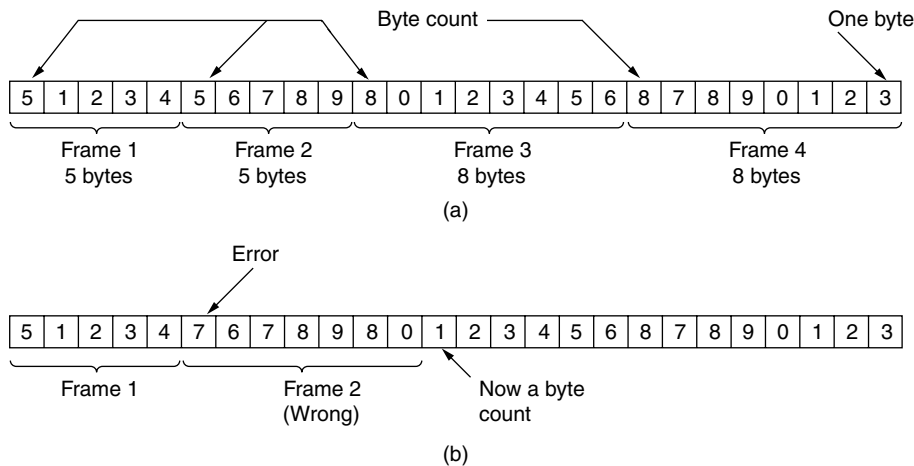 Byte count One byte
5 1 2 3 4 5 6 7 8 9 8 0 1 2 3 4 5 6 8 7 8 9 0 1 2 3
Frame 1 Frame 2 Frame 3 Frame 4
5 bytes 5 bytes 8 bytes 8 bytes
(a)
Error
5 1 2 3 4 7 6 7 8 9 8 0 1 2 3 4 5 6 8 7 8 9 0 1 2 3
Frame 1 Frame 2 Now a byte
(Wrong) count
(b)